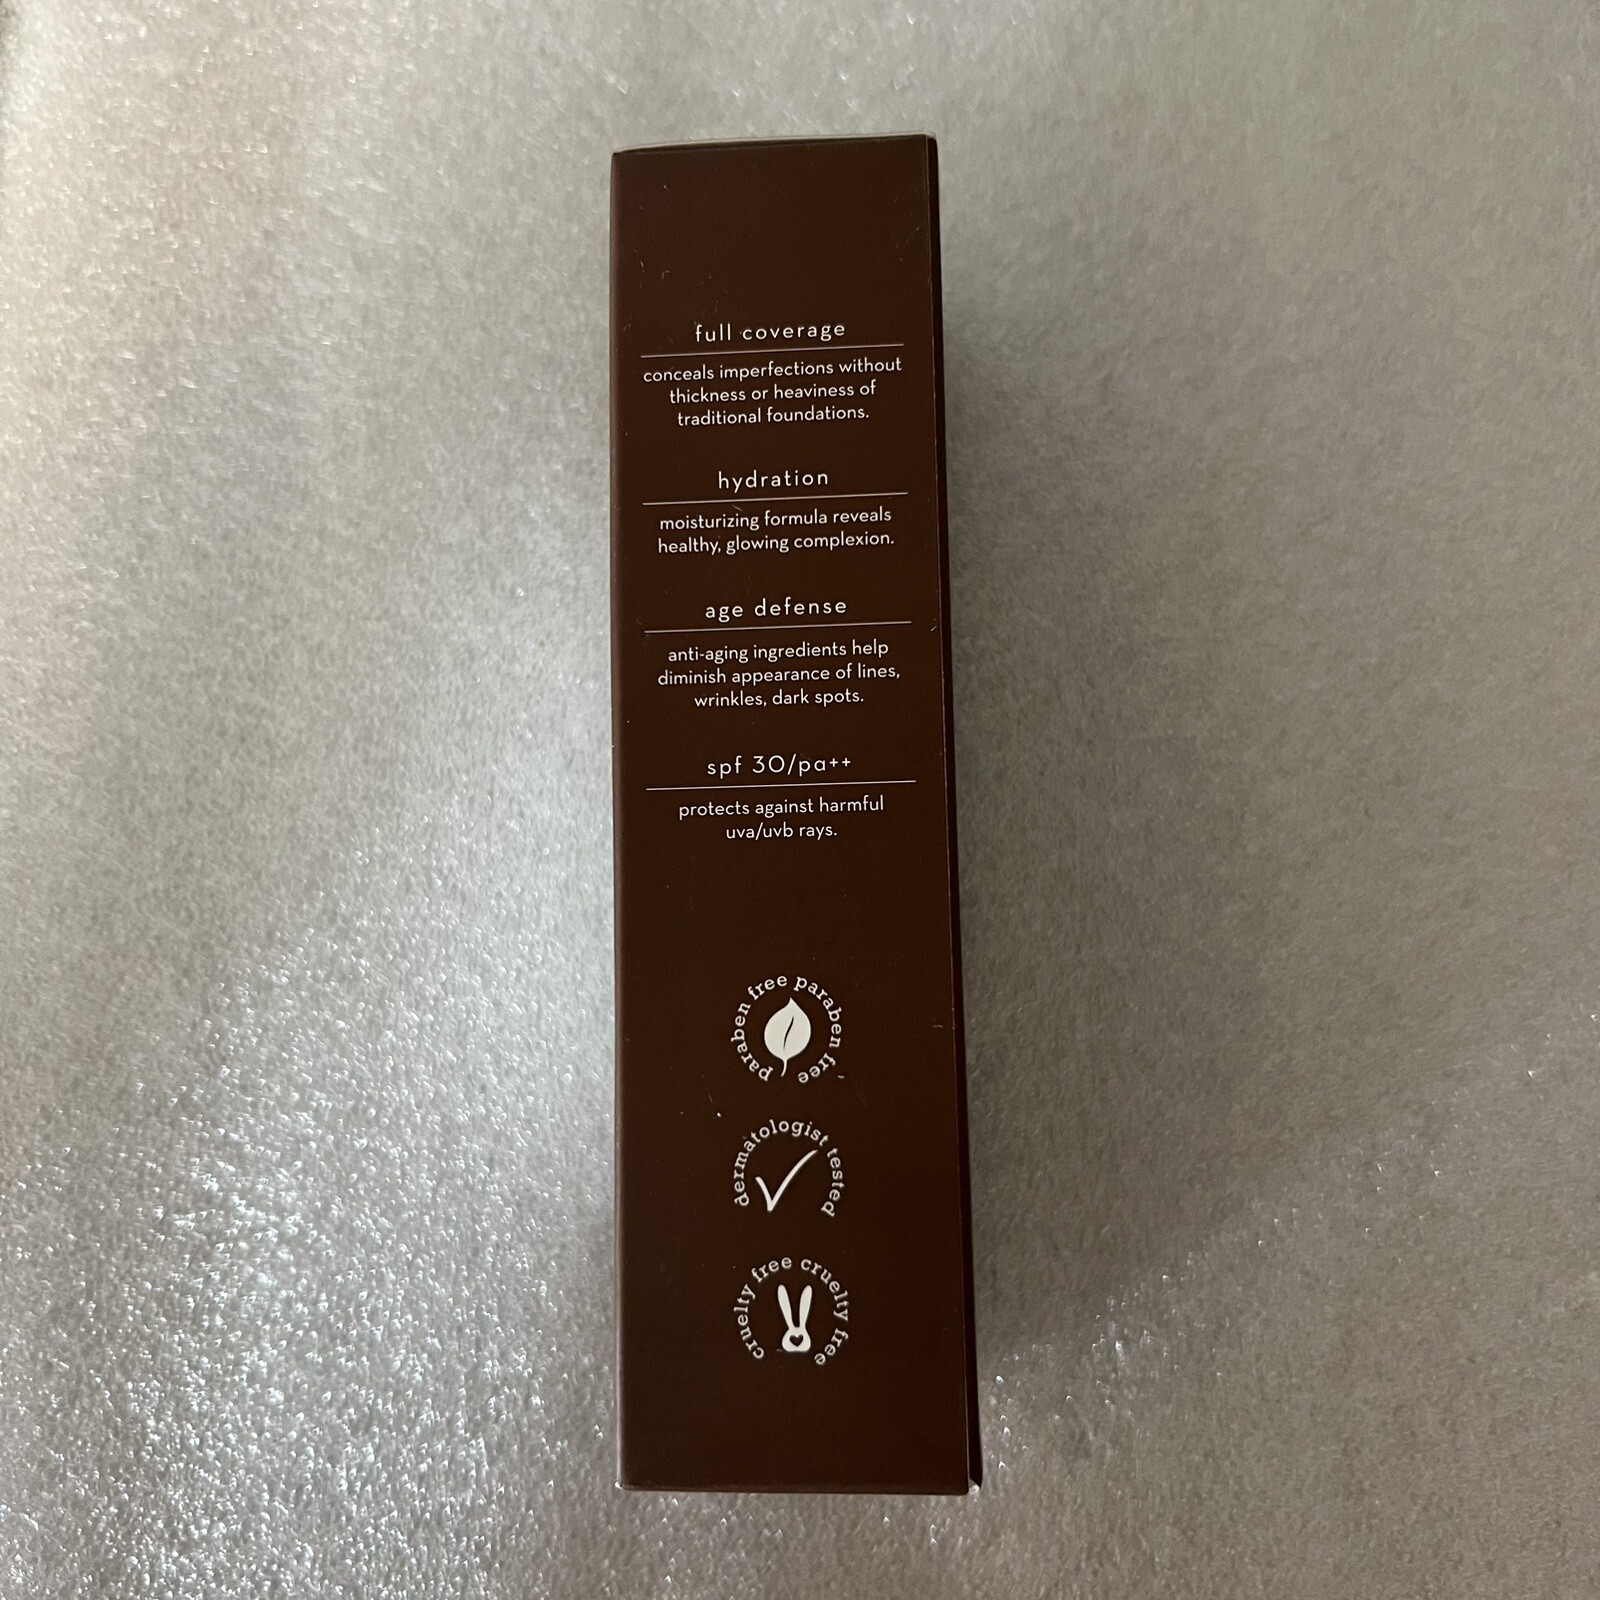 full coverage
conceals imperfections without
thickness or heaviness of
traditional foundations.
hydration
moisturizing formula reveals
healthy, glowing complexion.
age defense
anti-aging ingredients help
diminish appearance of lines,
wrinkles, dark spots.
spf 30/pa++
protects against harmful
uva/uvb rays.
paraben free paraben free
dermatologist tested
cruelty free cruelty free